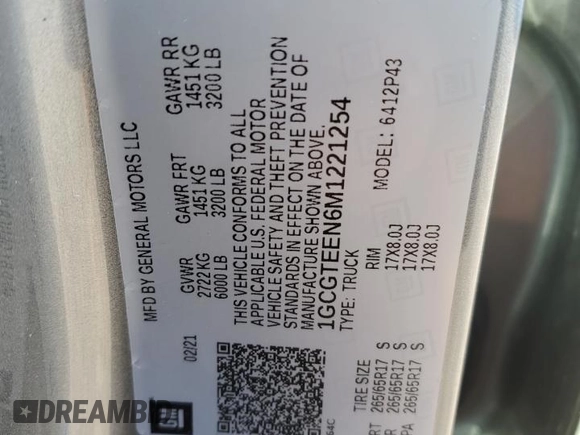 MFD BY GENERAL MOTORS LLC
02/21
GVWR GAWR FRT GAWR RR
2722KG 1451 KG 1451 KG
6000 LB 3200 LB 3200 LB
THIS VEHICLE CONFORMS TO ALL
APPLICABLE U.S. FEDERAL MOTOR
VEHICLE SAFETY AND THEFT PREVENTION
STANDARDS IN EFFECT ON THE DATE OF
MANUFACTURE SHOWN ABOVE.
1GCGTEEN6M1221254
TYPE: TRUCK MODEL: 6412P43
TIRE SIZE RIM
265/65R17 S 17X8.0J
265/65R17 S 17X8.0J
265/65R17 S 17X8.0J
GM
DREAMBID